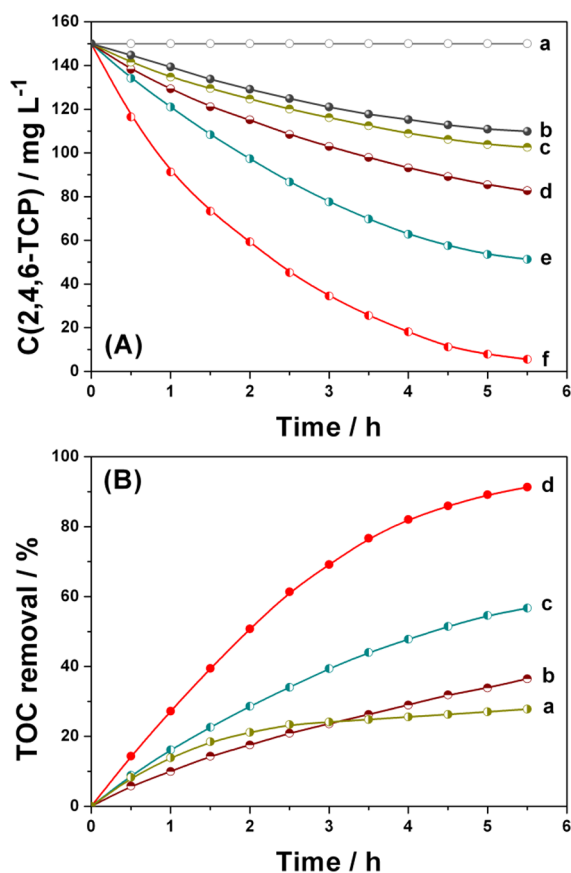 160
140
120
100
80
60
40
20
0
C(2,4,6-TCP) / mg L⁻¹
a
b
c
d
e
f
(A)
0 1 2 3 4 5 6
Time / h
100
80
60
40
20
0
TOC removal / %
(B)
d
c
b
a
0 1 2 3 4 5 6
Time / h